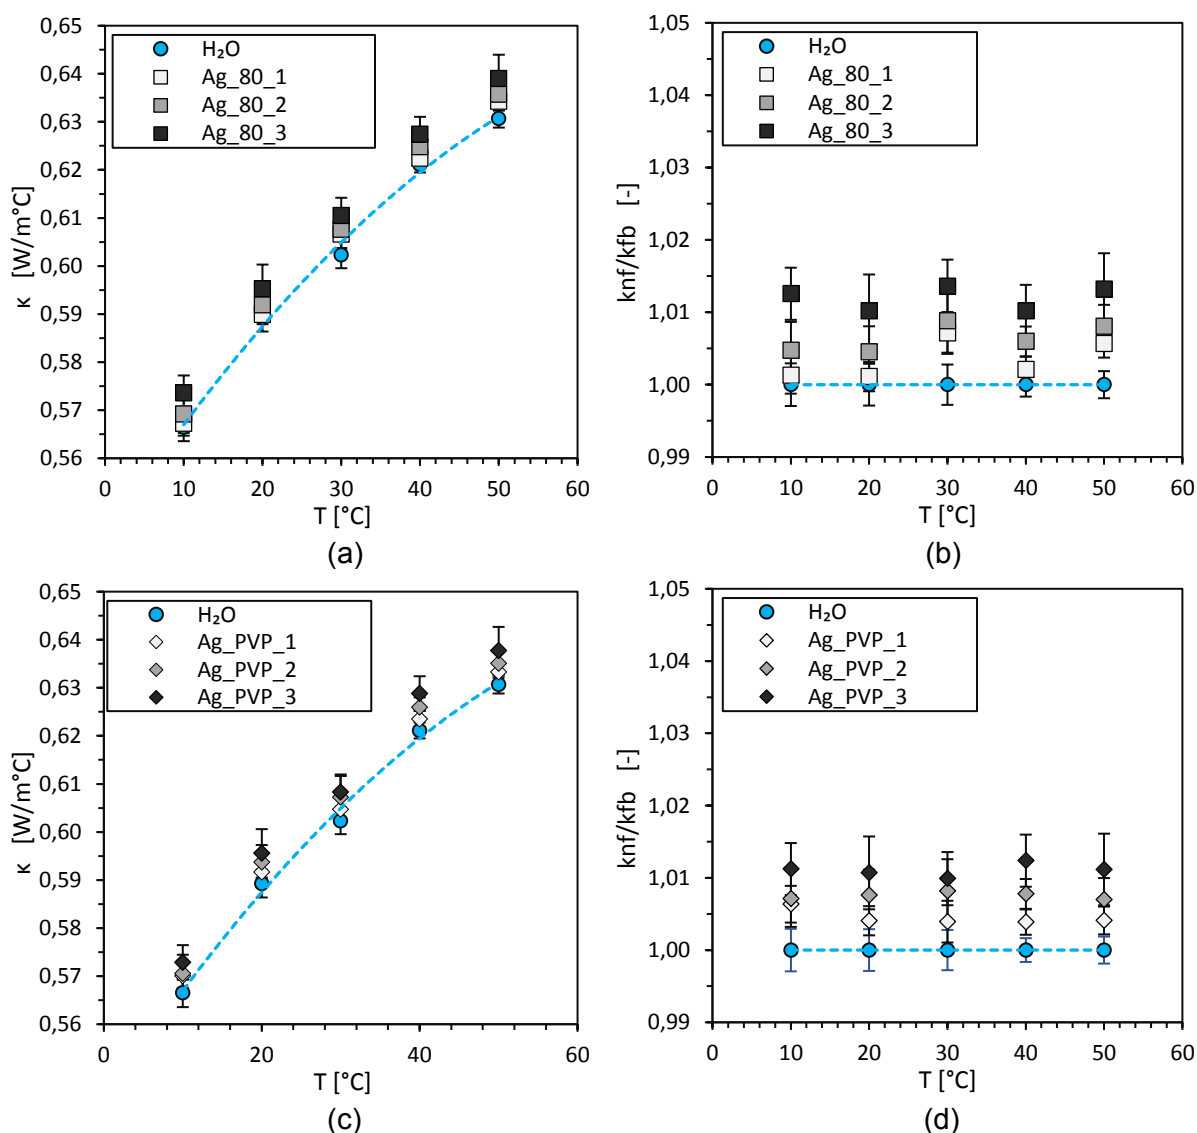 0,65
0,64
0,63
0,62
0,61
0,60
0,59
0,58
0,57
0,56
κ [W/m°C]
H₂O
Ag_80_1
Ag_80_2
Ag_80_3
0 10 20 30 40 50 60
T [°C]
(a)
1,05
1,04
1,03
1,02
1,01
1,00
0,99
knf/kfb [-]
H₂O
Ag_80_1
Ag_80_2
Ag_80_3
0 10 20 30 40 50 60
T [°C]
(b)
0,65
0,64
0,63
0,62
0,61
0,60
0,59
0,58
0,57
0,56
κ [W/m°C]
H₂O
Ag_PVP_1
Ag_PVP_2
Ag_PVP_3
0 20 40 60
T [°C]
(c)
1,05
1,04
1,03
1,02
1,01
1,00
0,99
knf/kfb [-]
H₂O
Ag_PVP_1
Ag_PVP_2
Ag_PVP_3
0 10 20 30 40 50 60
T [°C]
(d)